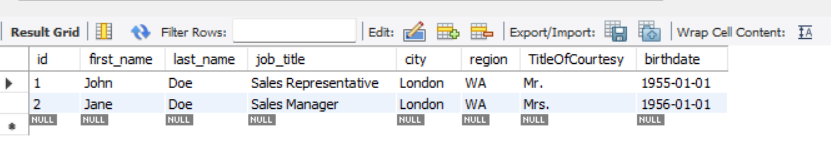 Result Grid Filter Rows: Edit: Export/Import: Wrap Cell Content: IA
id first_name last_name job_title city region TitleOfCourtesy birthdate
1 John Doe Sales Representative London WA Mr. 1955-01-01
2 Jane Doe Sales Manager London WA Mrs. 1956-01-01
NULL NULL NULL NULL NULL NULL NULL NULL